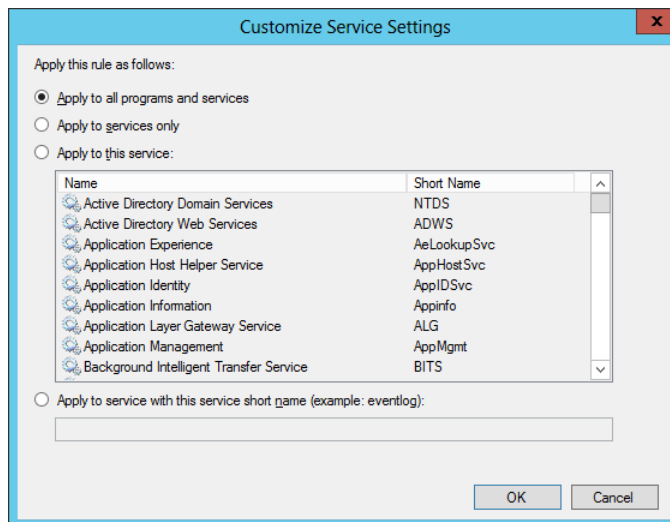 Customize Service Settings
x
Apply this rule as follows:
Apply to all programs and services
Apply to services only
Apply to this service:
Name Short Name
Active Directory Domain Services NTDS
Active Directory Web Services ADWS
Application Experience AeLookupSvc
Application Host Helper Service AppHostSvc
Application Identity AppIDSvc
Application Information Appinfo
Application Layer Gateway Service ALG
Application Management AppMgmt
Background Intelligent Transfer Service BITS
Apply to service with this service short name (example: eventlog):
OK Cancel